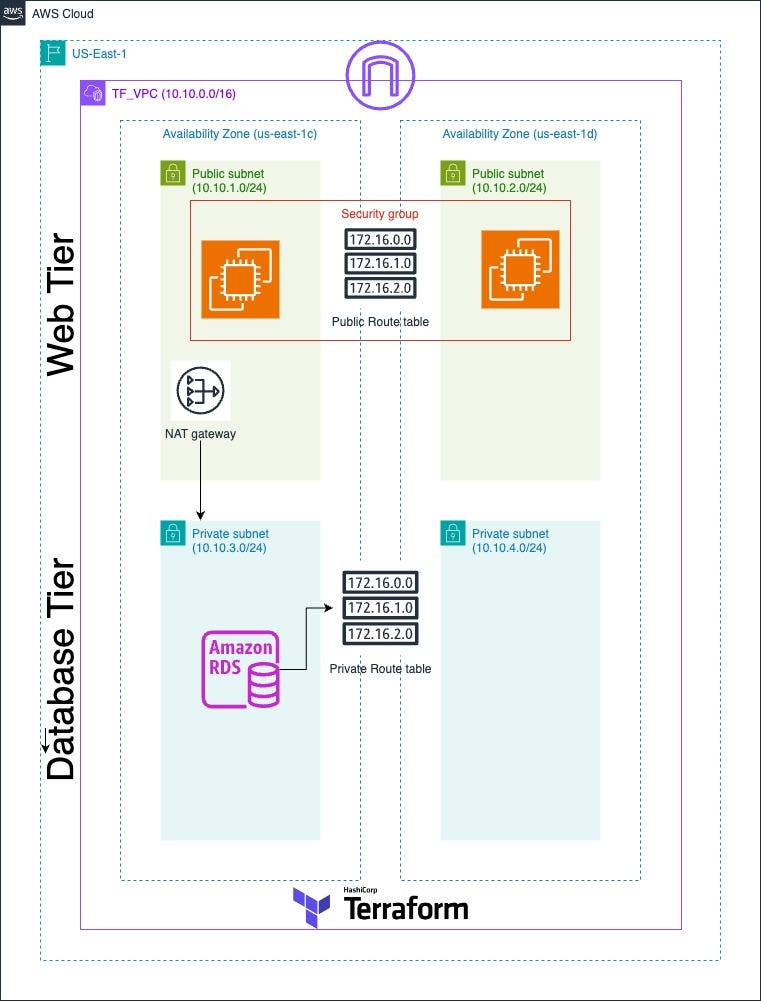 aws
AWS Cloud
US-East-1
TF_VPC (10.10.0.0/16)
Availability Zone (us-east-1c)
Availability Zone (us-east-1d)
Public subnet
(10.10.1.0/24)
Public subnet
(10.10.2.0/24)
Security group
172.16.0.0
172.16.1.0
172.16.2.0
Public Route table
Web Tier
NAT gateway
Private subnet
(10.10.3.0/24)
Private subnet
(10.10.4.0/24)
172.16.0.0
172.16.1.0
172.16.2.0
Private Route table
Amazon
RDS
Database Tier
HashiCorp
Terraform